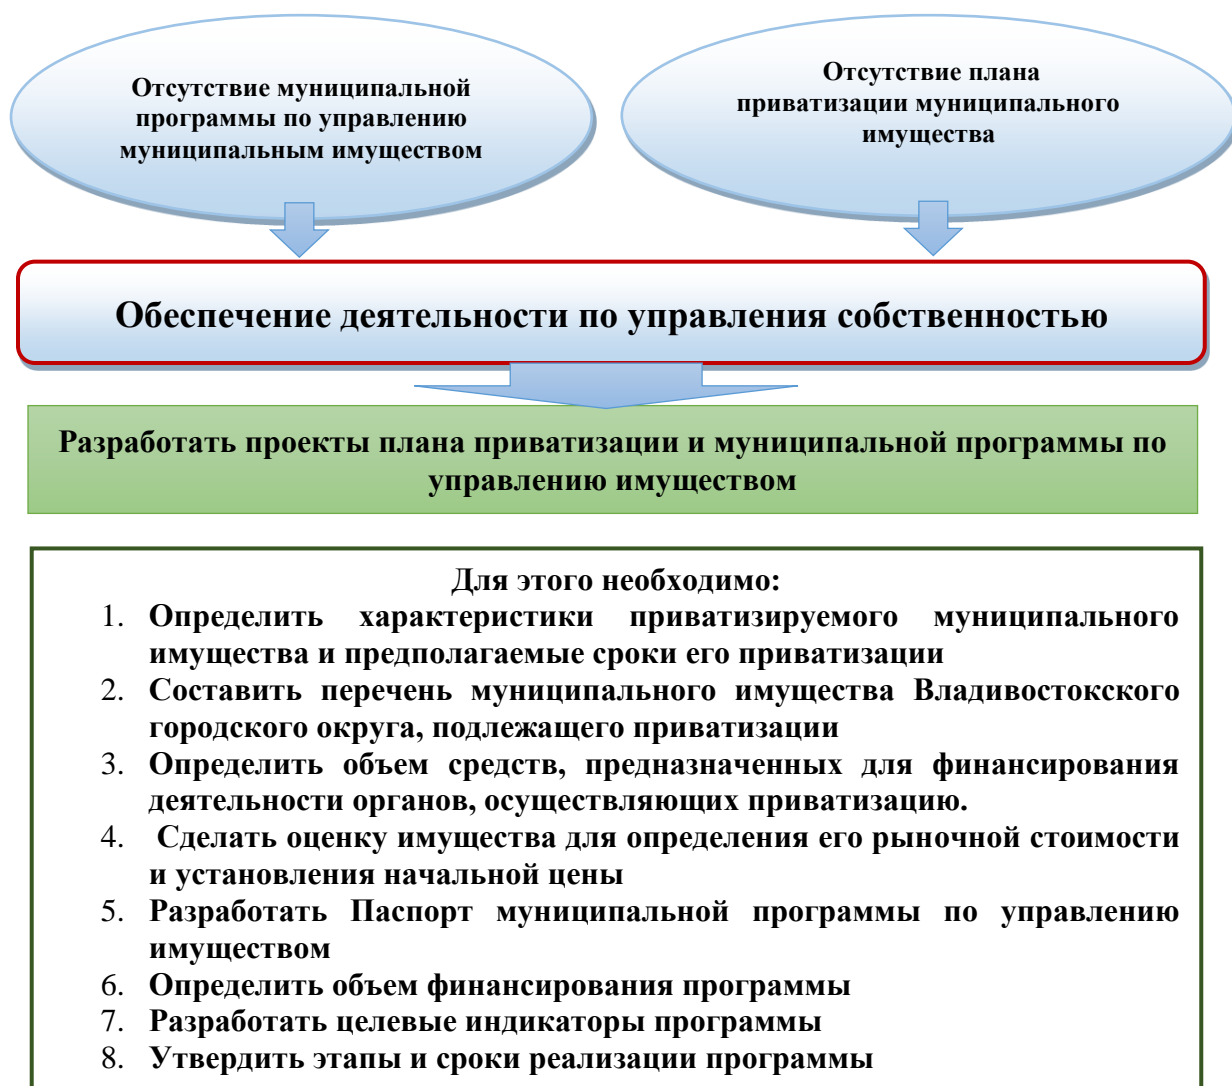 Отсутствие муниципальной
программы по управлению
муниципальным имуществом
Отсутствие плана
приватизации муниципального
имущества
Обеспечение деятельности по управления собственностью
Разработать проекты плана приватизации и муниципальной программы по
управлению имуществом
Для этого необходимо:
1. Определить характеристики приватизируемого муниципального
имущества и предполагаемые сроки его приватизации
2. Составить перечень муниципального имущества Владивостокского
городского округа, подлежащего приватизации
3. Определить объем средств, предназначенных для финансирования
деятельности органов, осуществляющих приватизацию.
4. Сделать оценку имущества для определения его рыночной стоимости
и установления начальной цены
5. Разработать Паспорт муниципальной программы по управлению
имуществом
6. Определить объем финансирования программы
7. Разработать целевые индикаторы программы
8. Утвердить этапы и сроки реализации программы